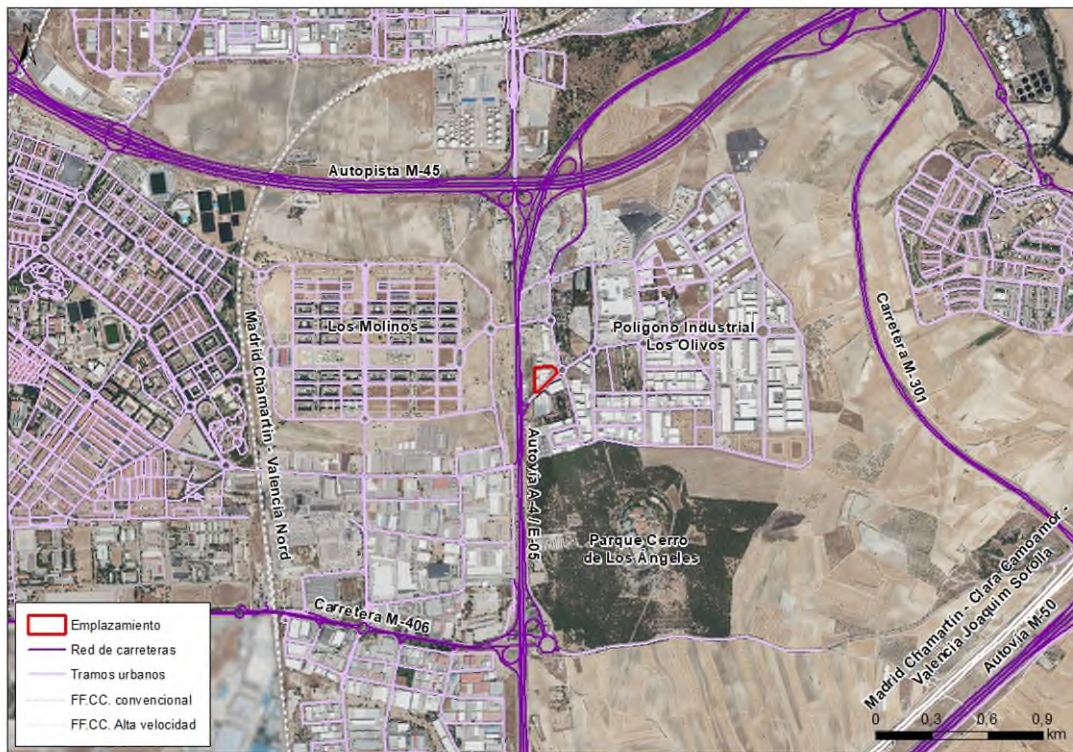 Autopista M-45
Los Molinos
Polígono Industrial
Los Olivos
Carretera M-301
Madrid Chamartín - Valencia Nord
Autovía A-4 / E-05
Parque Cerro
de Los Ángeles
Carretera M-406
Madrid Chamartín - Clara Camoamor -
Valencia Joaquím Sorolla
Autovía M-50
Emplazamiento
Red de carreteras
Tramos urbanos
FF.CC. convencional
FF.CC. Alta velocidad
0 0,3 0,6 0,9
km